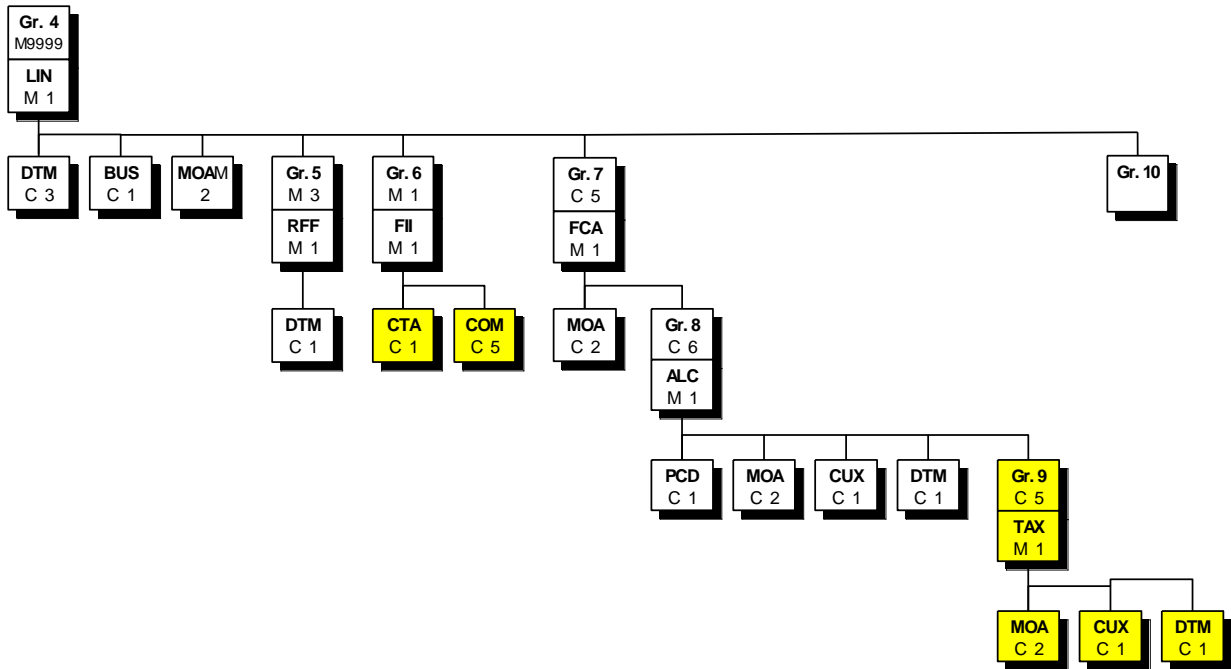 Gr. 4
M9999
LIN
M 1
DTM
C 3
BUS
C 1
MOAM
2
Gr. 5
M 3
RFF
M 1
DTM
C 1
Gr. 6
M 1
FII
M 1
CTA
C 1
COM
C 5
Gr. 7
C 5
FCA
M 1
MOA
C 2
Gr. 8
C 6
ALC
M 1
PCD
C 1
MOA
C 2
CUX
C 1
DTM
C 1
Gr. 9
C 5
TAX
M 1
MOA
C 2
CUX
C 1
DTM
C 1
Gr. 10